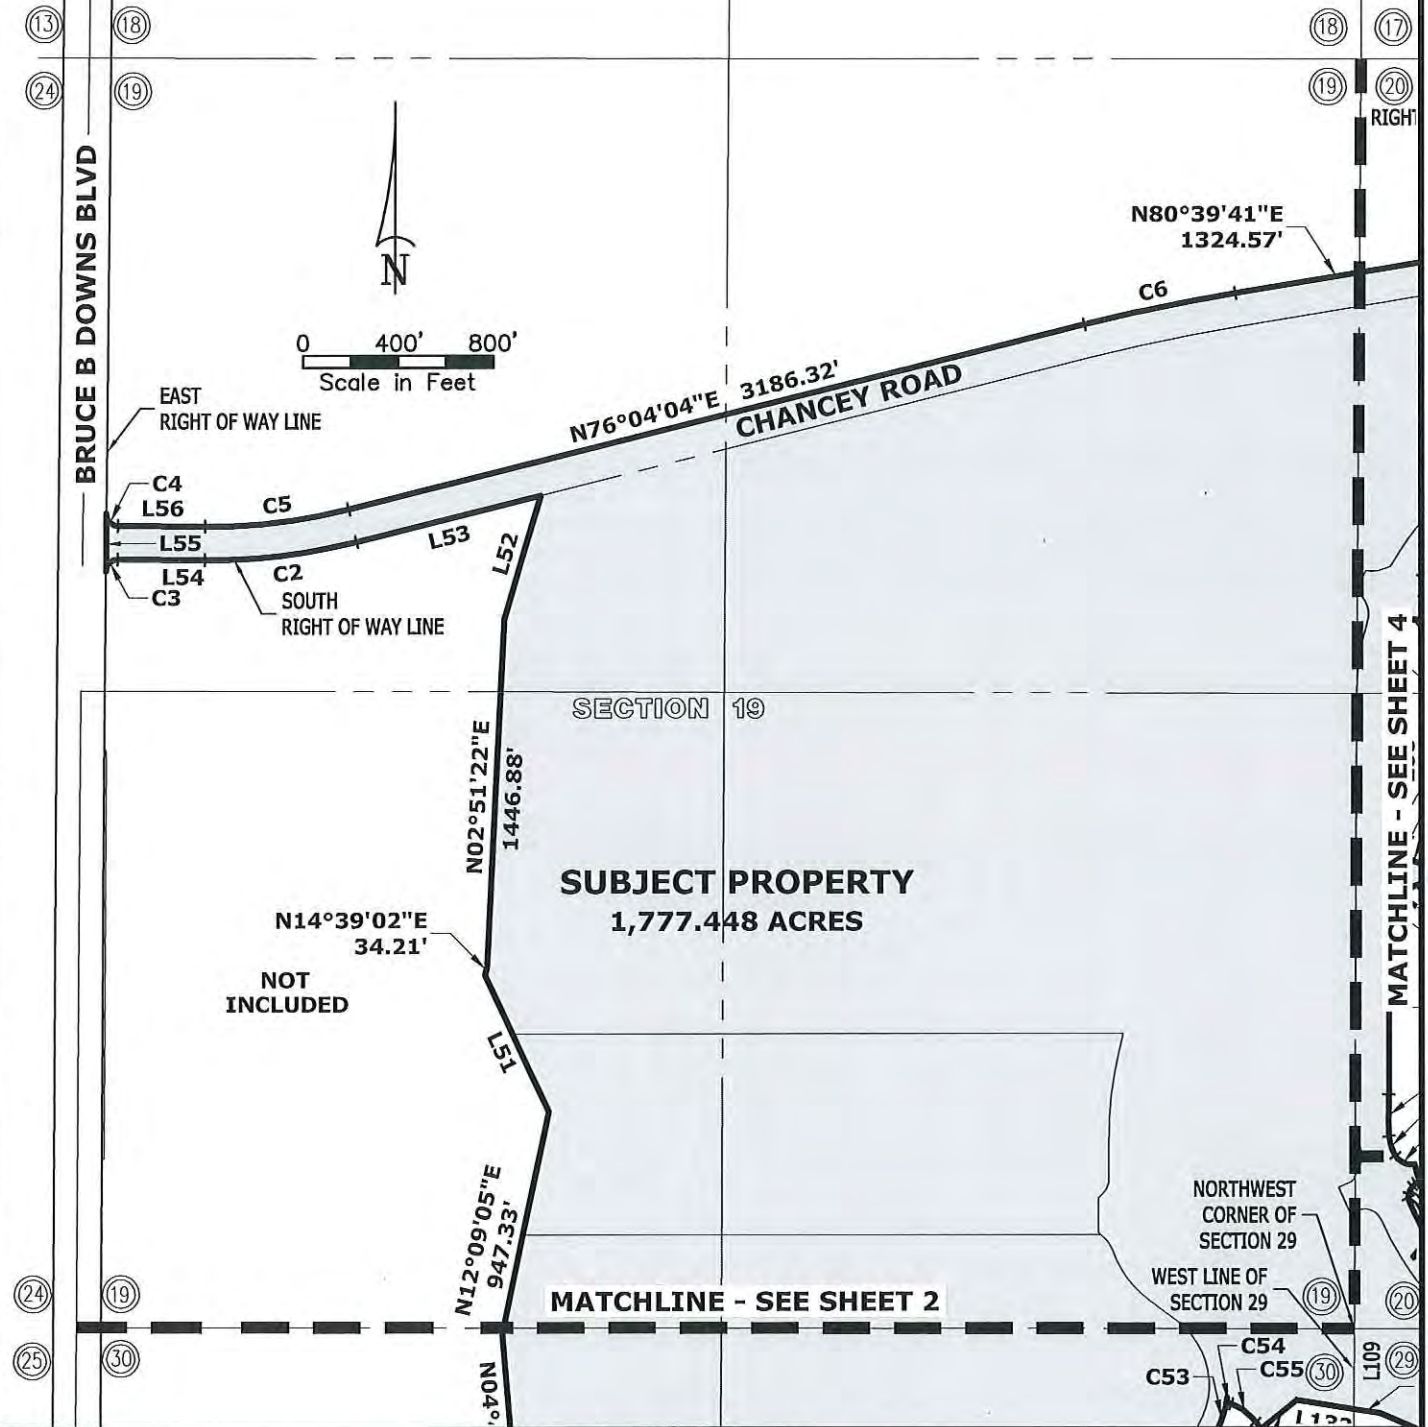 13
18
18
17
24
19
19
20
RIGHT
BRUCE B DOWNS BLVD
N
0 400' 800'
Scale in Feet
N80°39'41"E
1324.57'
C6
EAST
RIGHT OF WAY LINE
N76°04'04"E 3186.32'
CHANCEY ROAD
C4
L56
C5
L55
L53
L52
L54
C2
C3
SOUTH
RIGHT OF WAY LINE
MATCHLINE - SEE SHEET 4
SECTION 19
N02°51'22"E
1446.88'
SUBJECT PROPERTY
1,777.448 ACRES
N14°39'02"E
34.21'
NOT
INCLUDED
L51
N12°09'05"E
947.33'
NORTHWEST
CORNER OF
SECTION 29
WEST LINE OF
SECTION 29
24
19
MATCHLINE - SEE SHEET 2
19
20
25
30
N04°
C54
C53
C55
30
L109
29